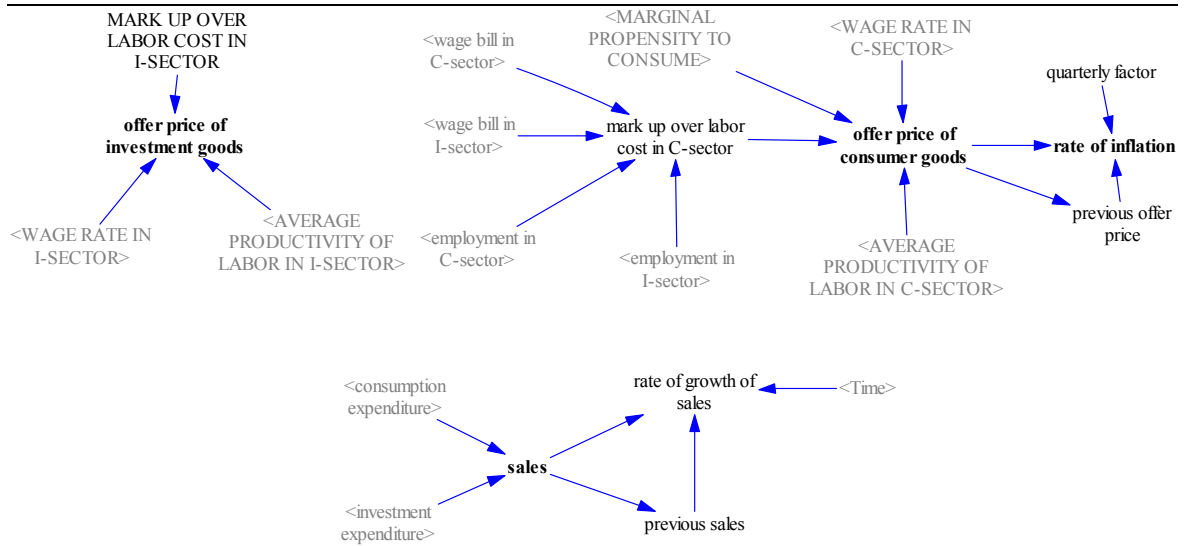 MARK UP OVER
LABOR COST IN
I-SECTOR
offer price of
investment goods
<WAGE RATE IN
I-SECTOR>
<AVERAGE
PRODUCTIVITY OF
LABOR IN I-SECTOR>
<wage bill in
C-sector>
<wage bill in
I-sector>
<employment in
C-sector>
<employment in
I-sector>
mark up over labor
cost in C-sector
<MARGINAL
PROPENSITY TO
CONSUME>
<WAGE RATE IN
C-SECTOR>
offer price of
consumer goods
<AVERAGE
PRODUCTIVITY OF
LABOR IN C-SECTOR>
quarterly factor
rate of inflation
previous offer
price
<consumption
expenditure>
<investment
expenditure>
sales
rate of growth of
sales
<Time>
previous sales